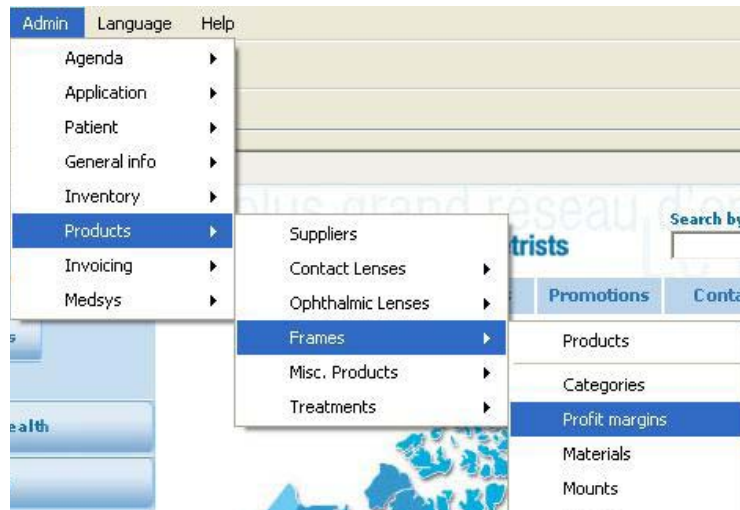 Admin Language Help
Agenda
Application
Patient
General info
Inventory
Products
Invoicing
Medsys
Suppliers
Contact Lenses
Ophthalmic Lenses
Frames
Misc. Products
Treatments
Products
Categories
Profit margins
Materials
Mounts
plus grand réseau d'o
Search by
trists
Promotions Conta
ealth